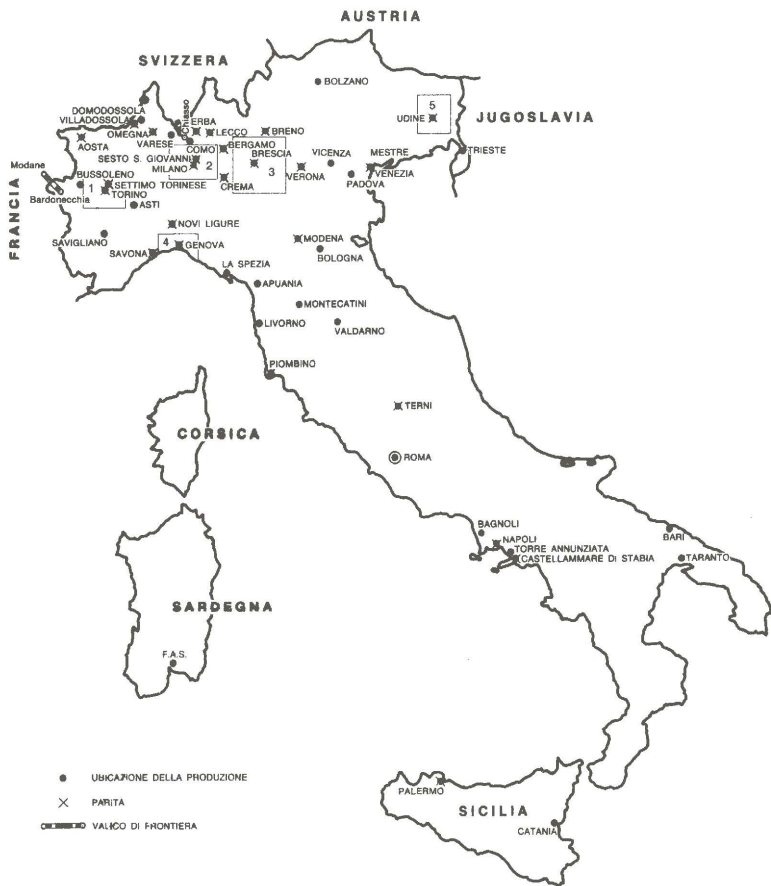 AUSTRIA
SVIZZERA
BOLZANO
5
UDINE
JUGOSLAVIA
DOMODOSSOLA
VILLADOSSOLA
Chiasso
ERBA
OMEGNA
LECCO
BRENO
TRIESTE
AOSTA
VARESE
COMO
BERGAMO
BRESCIA
VICENZA
MESTRE
SESTO S. GIOVANNI
MILANO
2
3
VERONA
PADOVA
VENEZIA
Modane
BUSSOLENO
CREMA
1
SETTIMO TORINESE
TORINO
Bardonecchia
FRANCIA
ASTI
NOVI LIGURE
SAVIGLIANO
4
GENOVA
MODENA
BOLOGNA
SAVONA
LA SPEZIA
APUANIA
MONTECATINI
LIVORNO
VALDARNO
PIOMBINO
TERNI
CORSICA
ROMA
BAGNOLI
NAPOLI
BARI
TORRE ANNUNZIATA
(CASTELLAMMARE DI STABIA
TARANTO
SARDEGNA
F.A.S.
UBICAZIONE DELLA PRODUZIONE
PARITÀ
VALICO DI FRONTIERA
PALERMO
SICILIA
CATANIA